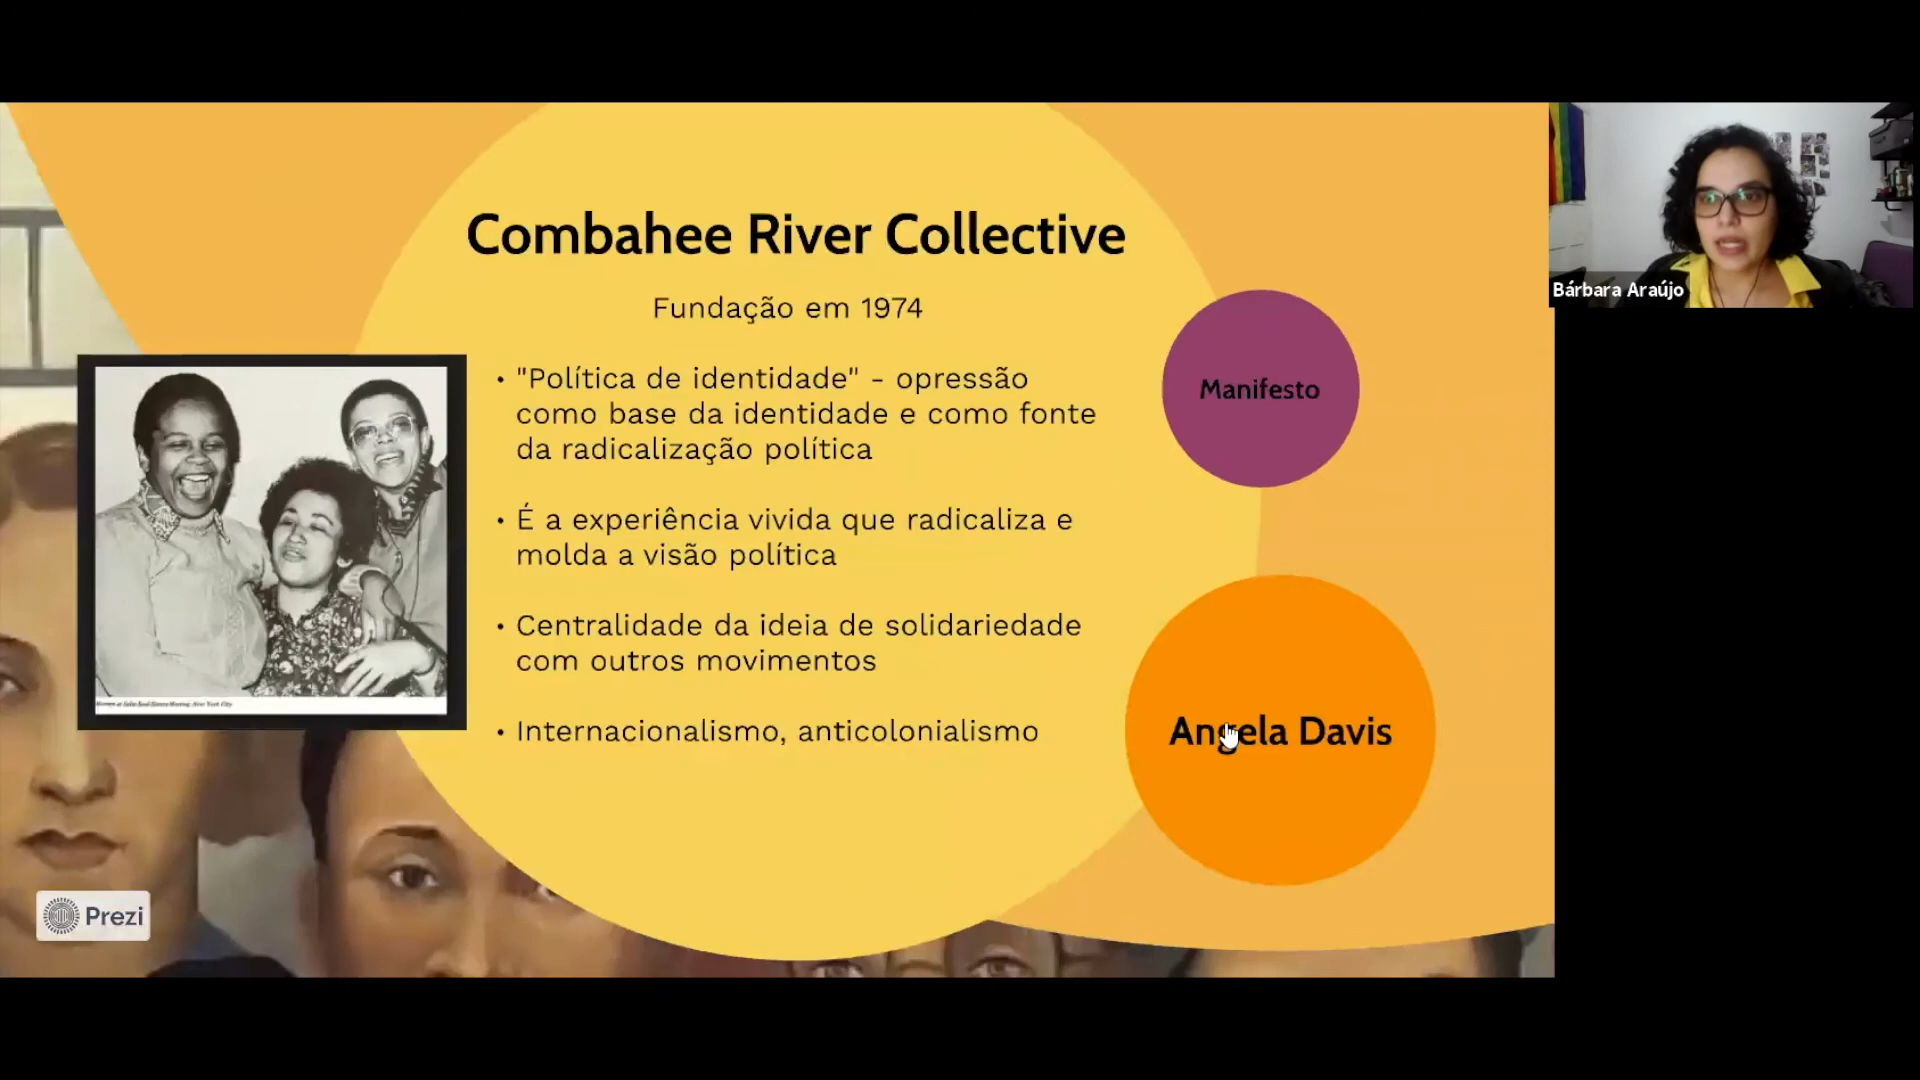 Combahee River Collective
Fundação em 1974
• "Política de identidade" - opressão
como base da identidade e como fonte
da radicalização política
• É a experiência vivida que radicaliza e
molda a visão política
• Centralidade da ideia de solidariedade
com outros movimentos
• Internacionalismo, anticolonialismo
Manifesto
Angela Davis
Bárbara Araújo
Prezi